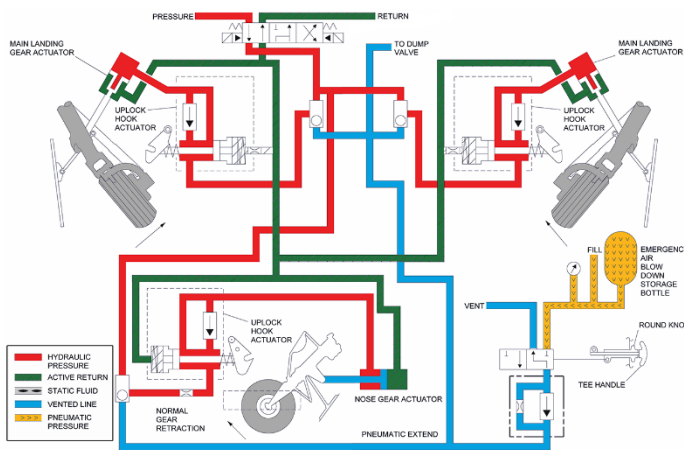 PRESSURE
RETURN
MAIN LANDING
GEAR ACTUATOR
TO DUMP
VALVE
MAIN LANDING
GEAR ACTUATOR
UPLOCK
HOOK
ACTUATOR
UPLOCK
HOOK
ACTUATOR
FILL
EMERGENC
AIR
BLOW
DOWN
STORAGE
BOTTLE
VENT
ROUND KNO
TEE HANDLE
UPLOCK
HOOK
ACTUATOR
NOSE GEAR ACTUATOR
NORMAL
GEAR
RETRACTION
PNEUMATIC EXTEND
HYDRAULIC
PRESSURE
ACTIVE RETURN
STATIC FLUID
VENTED LINE
PNEUMATIC
PRESSURE